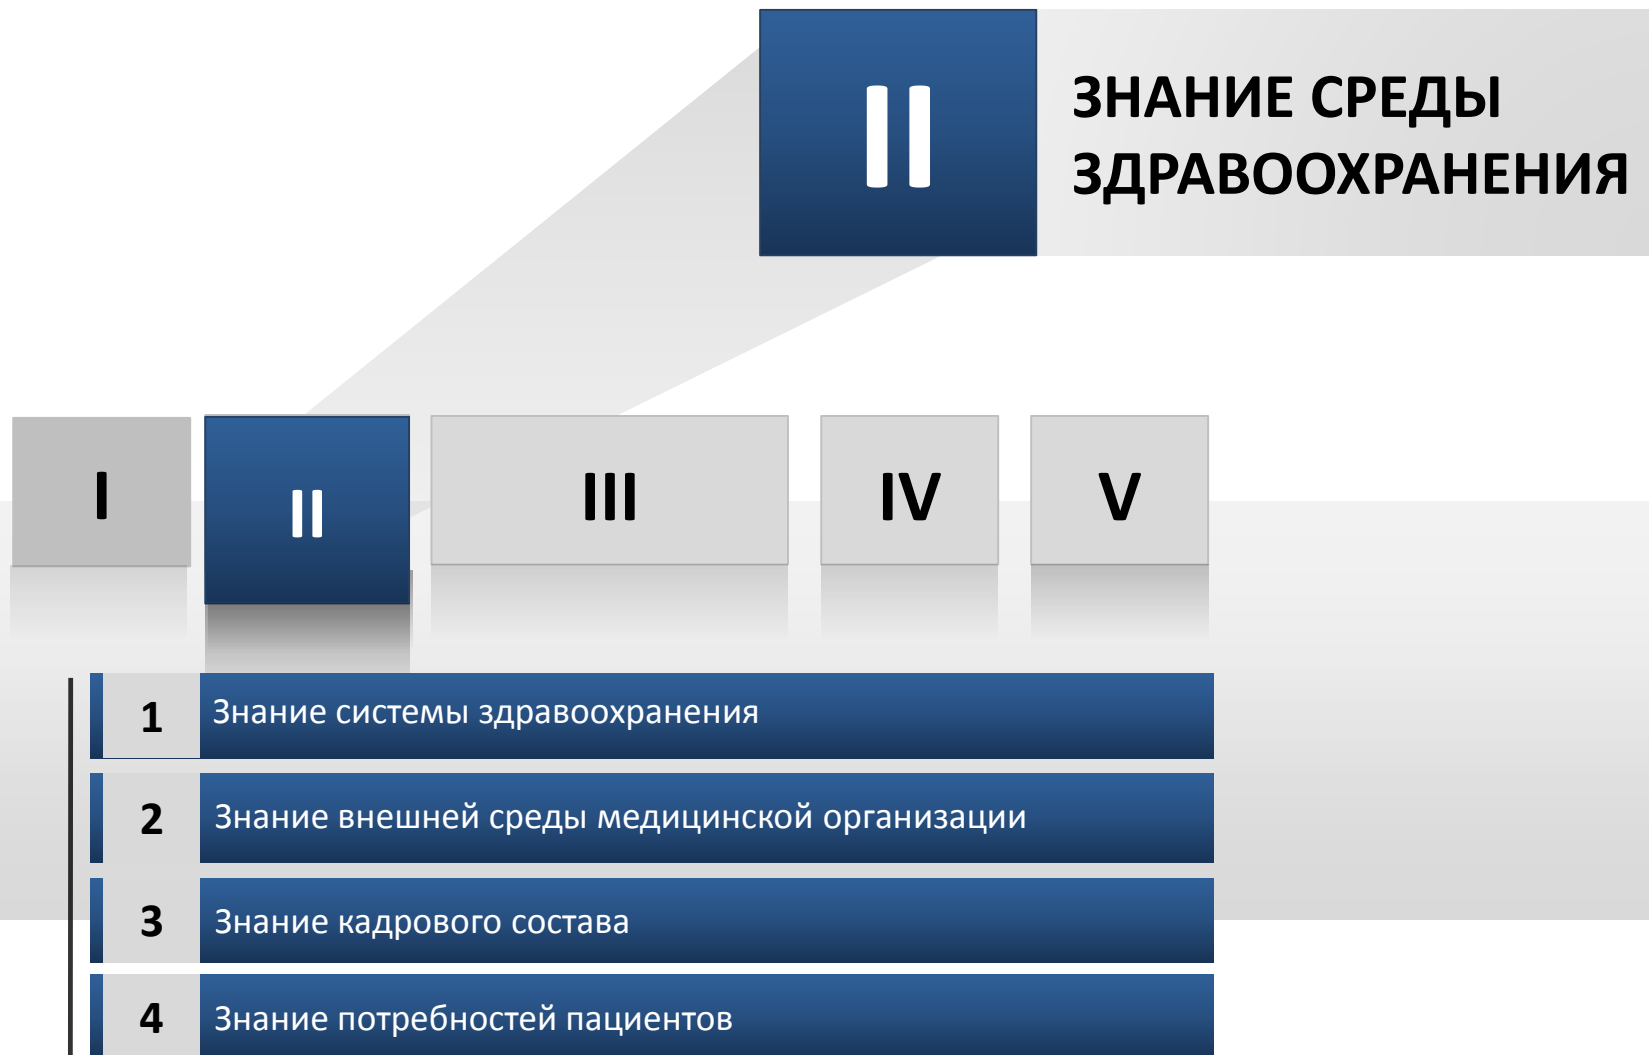 II
ЗНАНИЕ СРЕДЫ
ЗДРАВООХРАНЕНИЯ
I
II
III
IV
V
1 Знание системы здравоохранения
2 Знание внешней среды медицинской организации
3 Знание кадрового состава
4 Знание потребностей пациентов